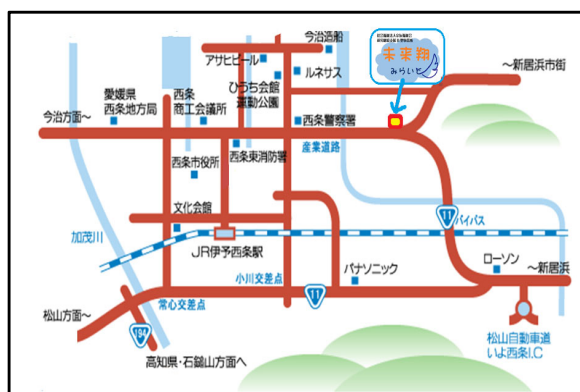 今治造船
アサヒビール
ルネサス
ひうち会館
運動公園
未来翔
みらいと
～新居浜市街
愛媛県
西条地方局
西条
商工会議所
今治方面～
西条警察署
産業道路
西条東消防署
西条市役所
文化会館
加茂川
JR伊予西条駅
11
バイパス
小川交差点
パナソニック
ローソン
～新居浜
常心交差点
11
松山方面～
194
松山自動車道
いよ西条I.C
高知県・石鎚山方面へ